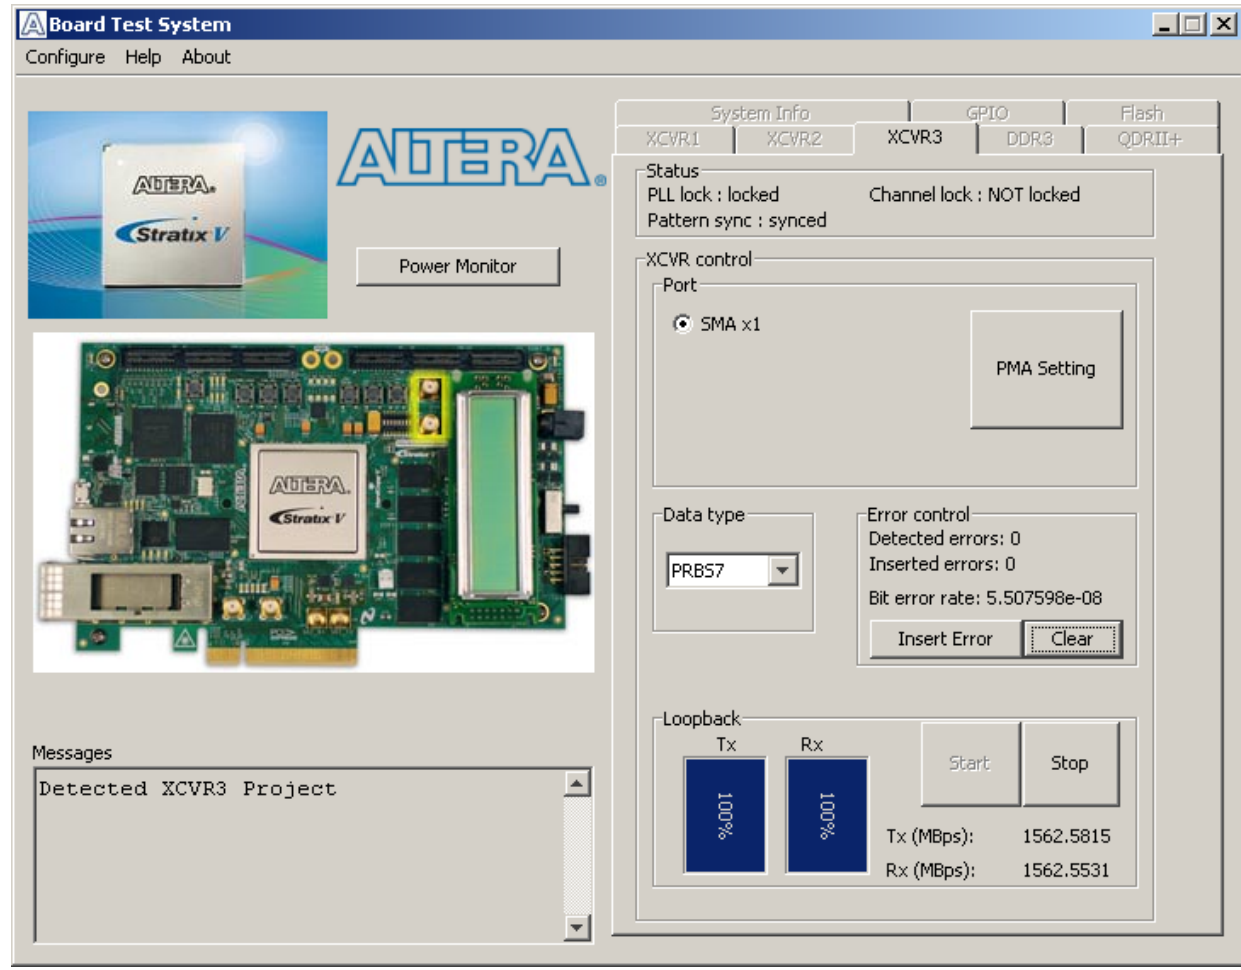 Board Test System
Configure Help About
ALTERA.
Stratix V
ALTERA®
Power Monitor
ALTERA.
Stratix V
Messages
Detected XCVR3 Project
System Info GPIO Flash
XCVR1 XCVR2 XCVR3 DDR3 QDRII+
Status
PLL lock : locked Channel lock : NOT locked
Pattern sync : synced
XCVR control
Port
SMA x1
PMA Setting
Data type
PRBS7
Error control
Detected errors: 0
Inserted errors: 0
Bit error rate: 5.507598e-08
Insert Error Clear
Loopback
Tx Rx
100% 100%
Start Stop
Tx (MBps): 1562.5815
Rx (MBps): 1562.5531